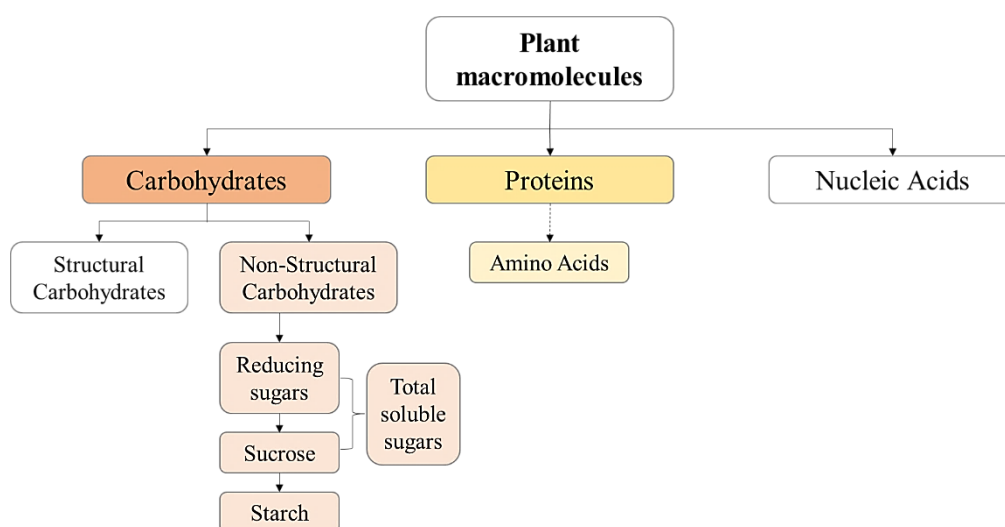 Plant
macromolecules
Carbohydrates
Proteins
Nucleic Acids
Structural
Carbohydrates
Non-Structural
Carbohydrates
Amino Acids
Reducing
sugars
Total
soluble
sugars
Sucrose
Starch